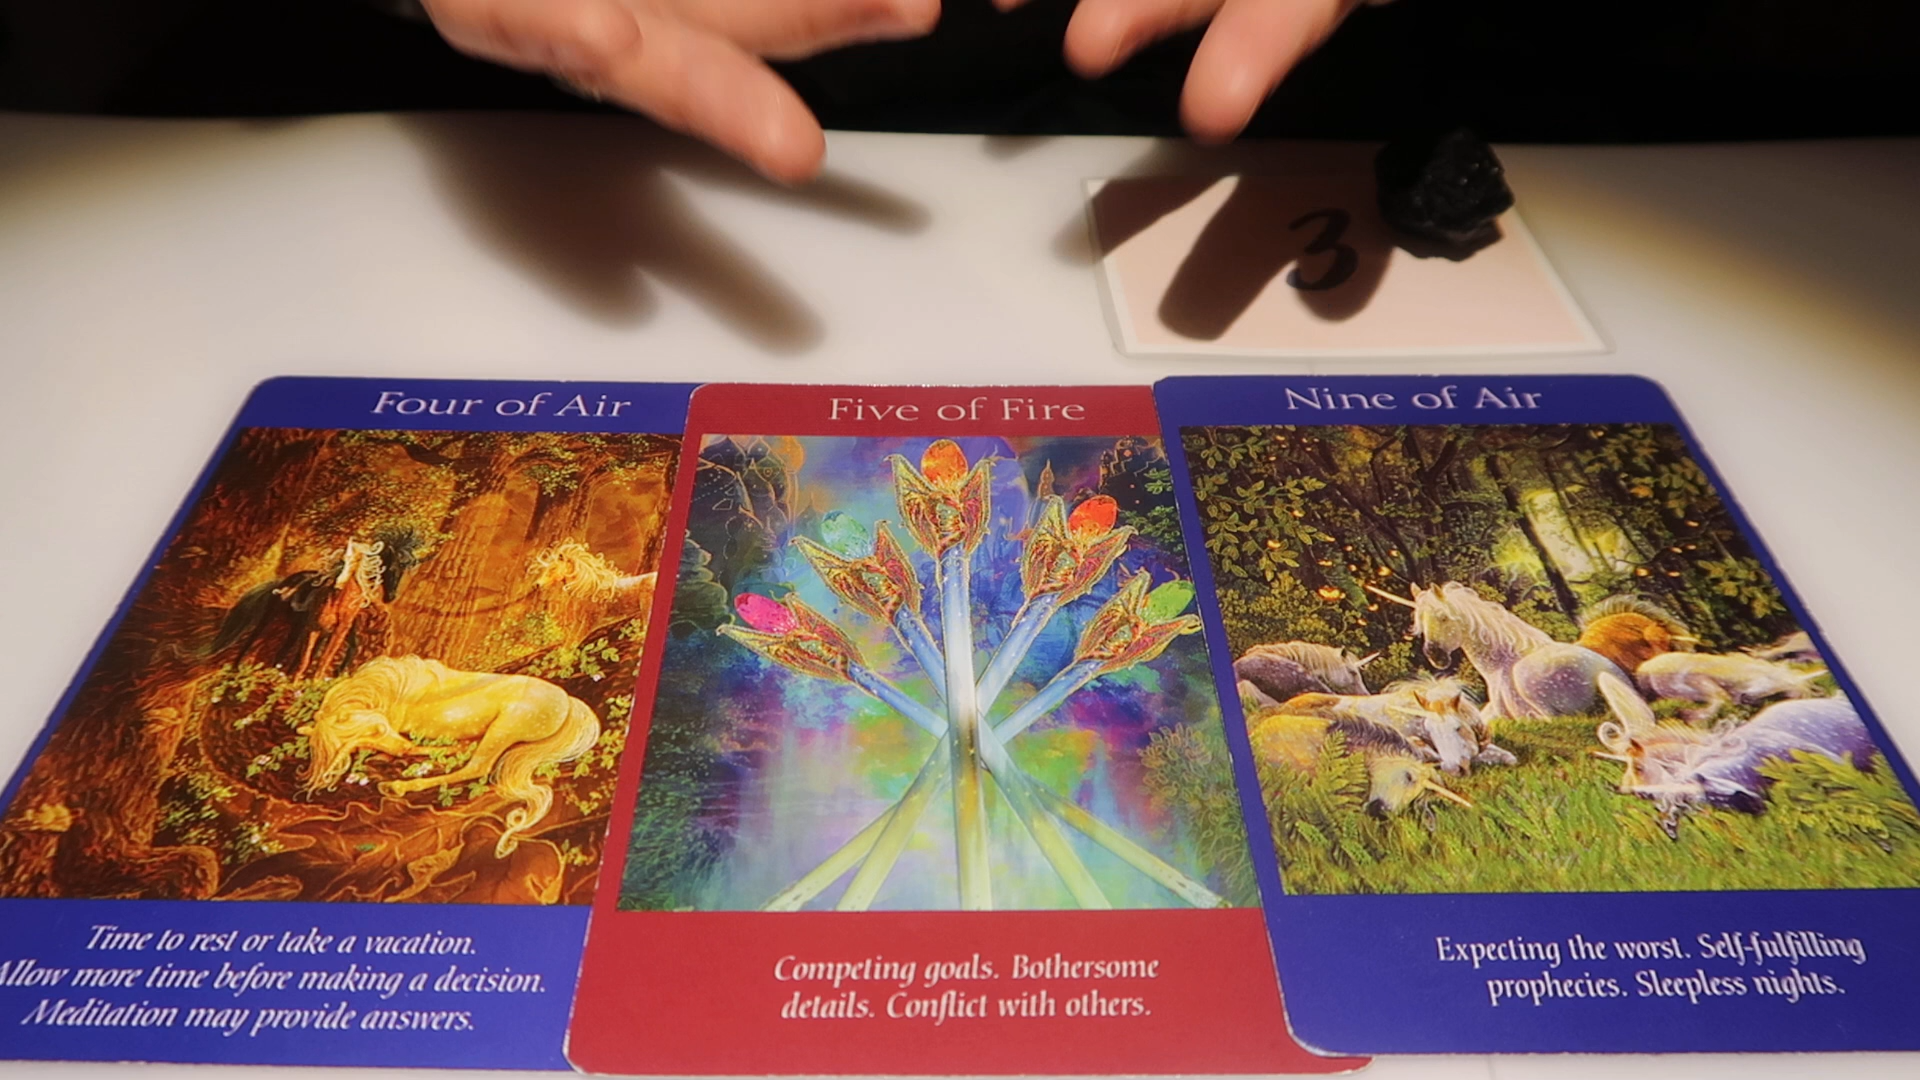 3
Four of Air
Five of Fire
Nine of Air
Time to rest or take a vacation.
Allow more time before making a decision.
Meditation may provide answers.
Competing goals. Bothersome
details. Conflict with others.
Expecting the worst. Self-fulfilling
prophecies. Sleepless nights.